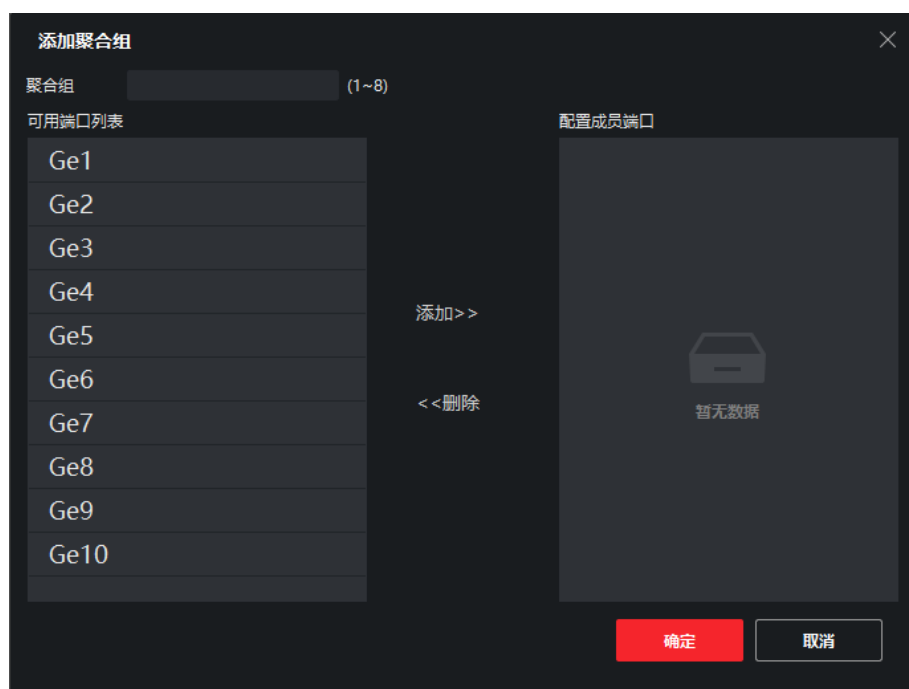 添加聚合组
聚合组 (1~8)
可用端口列表 配置成员端口
Ge1
Ge2
Ge3
Ge4
Ge5
Ge6
Ge7
Ge8
Ge9
Ge10
添加>>
<<删除
暂无数据
确定 取消